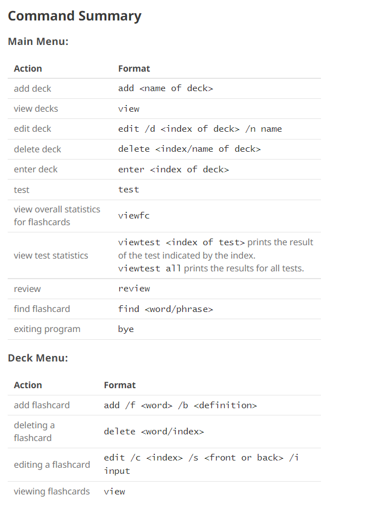 Command Summary
Main Menu:
Action Format
add deck add <name of deck>
view decks view
edit deck edit /d <index of deck> /n name
delete deck delete <index/name of deck>
enter deck enter <index of deck>
test test
view overall statistics
for flashcards viewfc
view test statistics viewtest <index of test> prints the result
of the test indicated by the index.
viewtest all prints the results for all tests.
review review
find flashcard find <word/phrase>
exiting program bye
Deck Menu:
Action Format
add flashcard add /f <word> /b <definition>
deleting a
flashcard delete <word/index>
editing a flashcard edit /c <index> /s <front or back> /i
input
viewing flashcards view